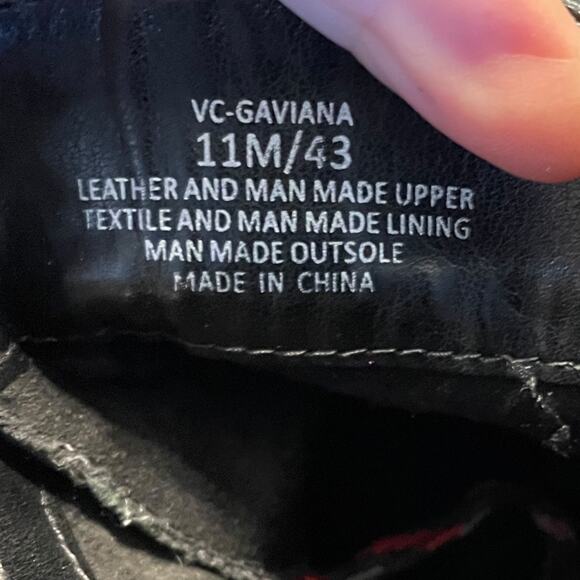 VC-GAVIANA
11M/43
LEATHER AND MAN MADE UPPER
TEXTILE AND MAN MADE LINING
MAN MADE OUTSOLE
MADE IN CHINA